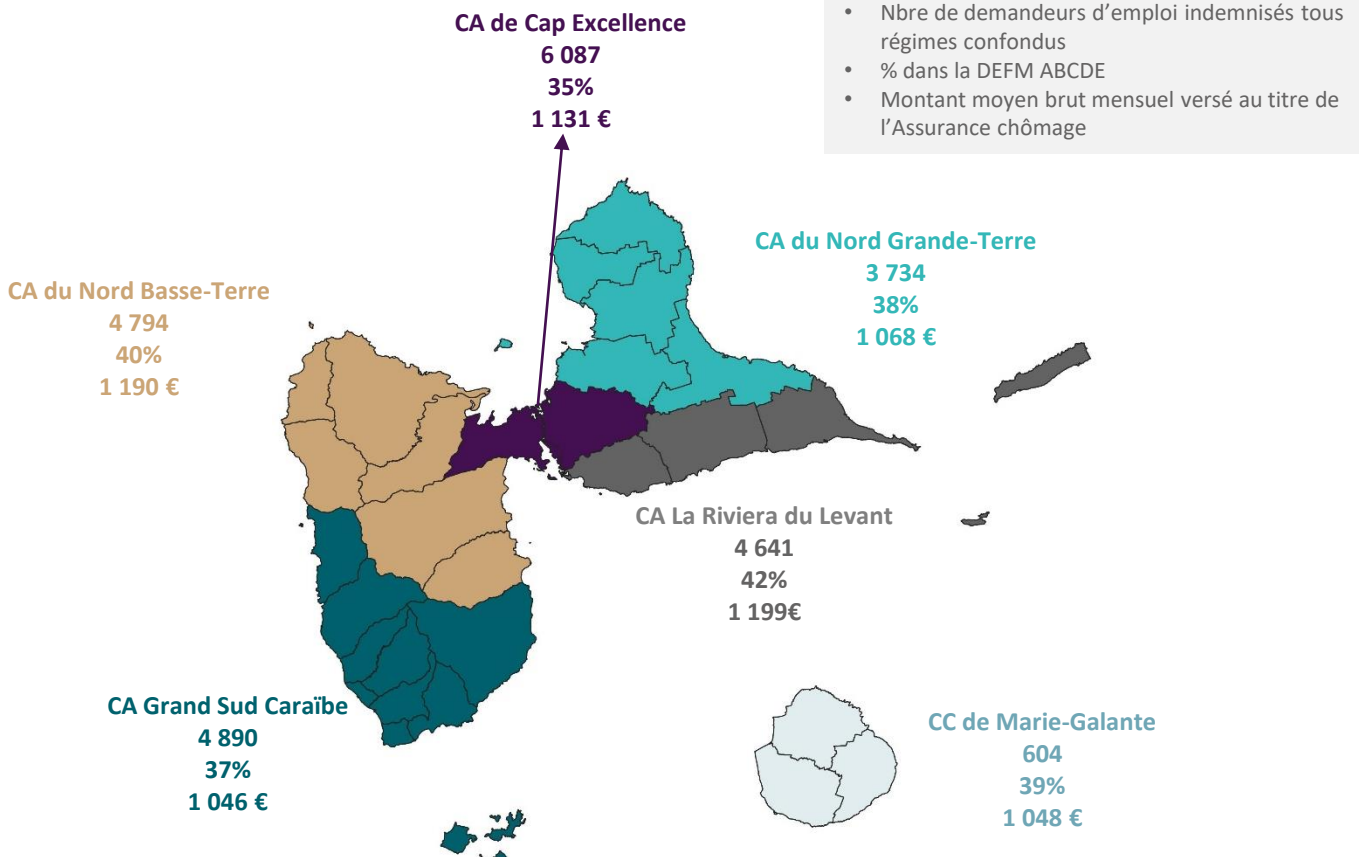 • Nbre de demandeurs d’emploi indemnisés tous
régimes confondus
• % dans la DEFM ABCDE
• Montant moyen brut mensuel versé au titre de
l’Assurance chômage
CA de Cap Excellence
6 087
35%
1 131 €
CA du Nord Grande-Terre
3 734
38%
1 068 €
CA du Nord Basse-Terre
4 794
40%
1 190 €
CA La Riviera du Levant
4 641
42%
1 199€
CA Grand Sud Caraïbe
4 890
37%
1 046 €
CC de Marie-Galante
604
39%
1 048 €